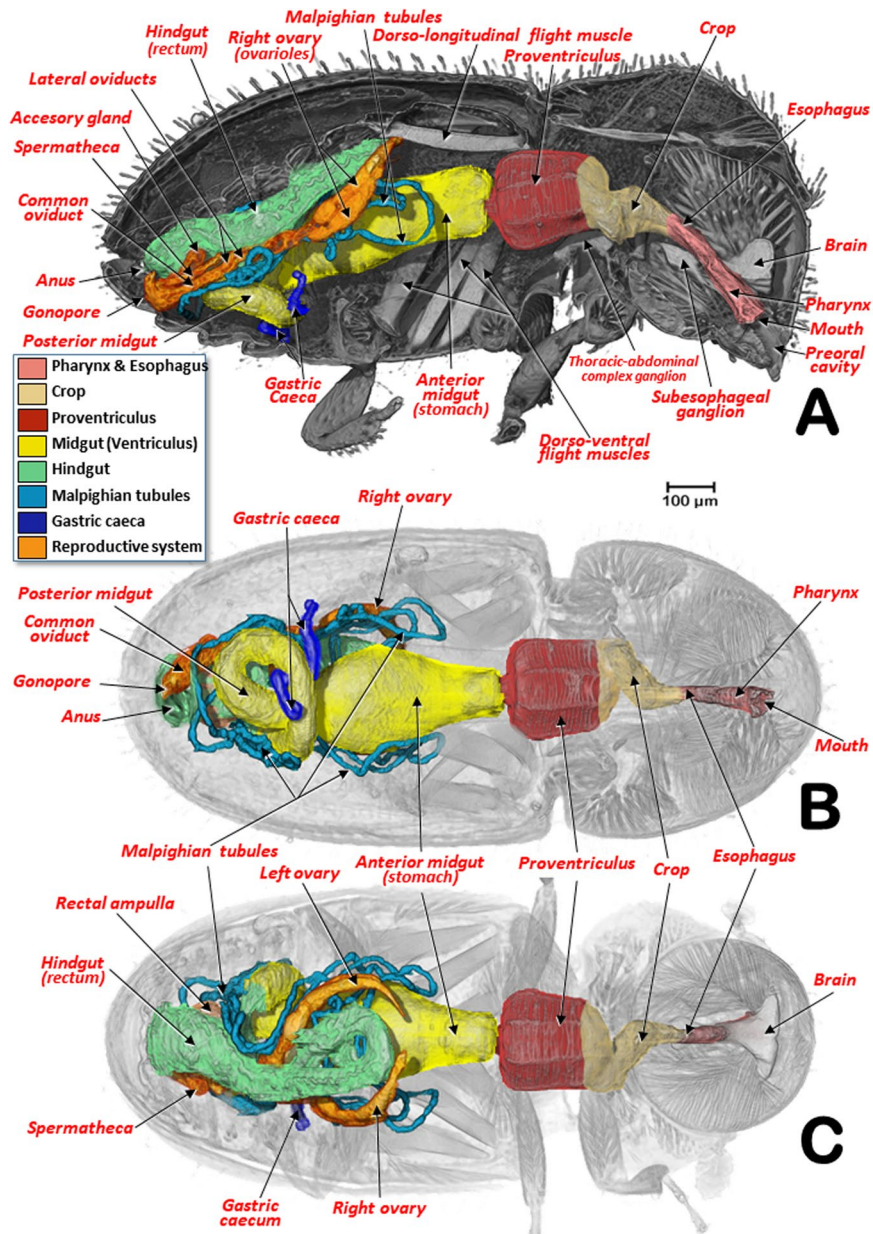 Malpighian tubules
Hindgut
(rectum)
Right ovary
(ovarioles)
Dorso-longitudinal flight muscle
Proventriculus
Crop
Lateral oviducts
Esophagus
Accesory gland
Spermatheca
Common
oviduct
Brain
Anus
Gonopore
Pharynx
Mouth
Posterior midgut
Gastric
Caeca
Anterior
midgut
(stomach)
Thoracic-abdominal
complex ganglion
Preoral
cavity
Subesophageal
ganglion
Dorso-ventral
flight muscles
A
Pharynx & Esophagus
Crop
Proventriculus
Midgut (Ventriculus)
Hindgut
Malpighian tubules
Gastric caeca
Reproductive system
100 µm
Right ovary
Gastric caeca
Posterior midgut
Common
oviduct
Pharynx
Gonopore
Anus
Mouth
B
Malpighian tubules
Left ovary
Anterior midgut
(stomach)
Proventriculus
Crop
Esophagus
Rectal ampulla
Hindgut
(rectum)
Brain
Spermatheca
C
Gastric
caecum
Right ovary